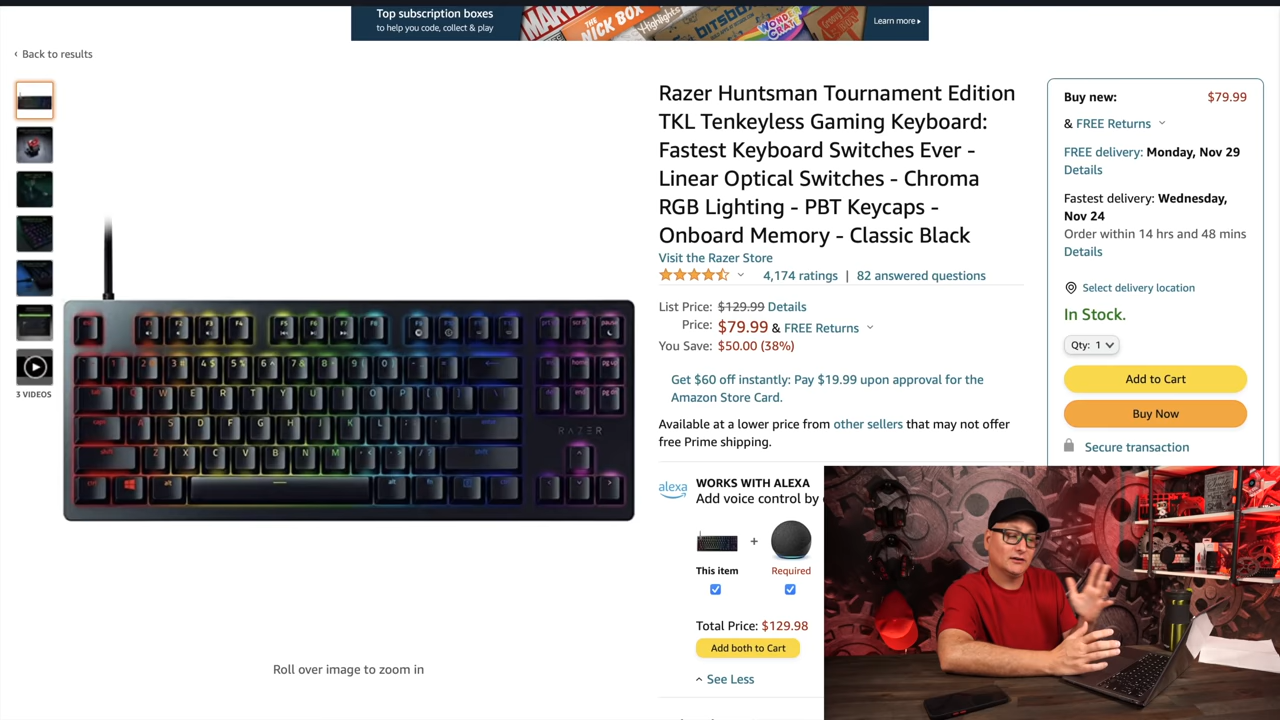 Top subscription boxes
to help you code, collect & play
MARVEL
THE NICK BOX
Highlights
Learn more ▸
‹ Back to results
Razer Huntsman Tournament Edition
TKL Tenkeyless Gaming Keyboard:
Fastest Keyboard Switches Ever -
Linear Optical Switches - Chroma
RGB Lighting - PBT Keycaps -
Onboard Memory - Classic Black
Visit the Razer Store
4,174 ratings | 82 answered questions
List Price: $129.99 Details
Price: $79.99 & FREE Returns
You Save: $50.00 (38%)
Get $60 off instantly: Pay $19.99 upon approval for the
Amazon Store Card.
Available at a lower price from other sellers that may not offer
free Prime shipping.
alexa
WORKS WITH ALEXA
Add voice control by
+
This item
Required
Total Price: $129.98
Add both to Cart
See Less
Buy new: $79.99
& FREE Returns
FREE delivery: Monday, Nov 29
Details
Fastest delivery: Wednesday,
Nov 24
Order within 14 hrs and 48 mins
Details
Select delivery location
In Stock.
Qty: 1
Add to Cart
Buy Now
Secure transaction
3 VIDEOS
RAZER
Roll over image to zoom in